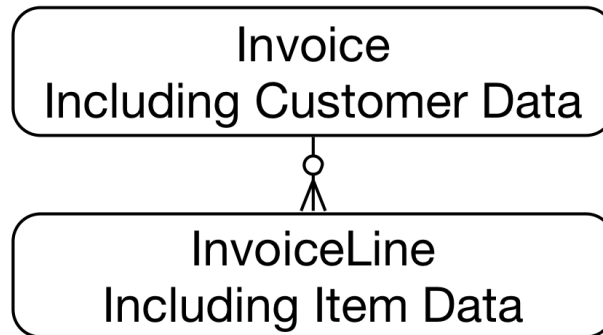 Invoice
Including Customer Data
InvoiceLine
Including Item Data